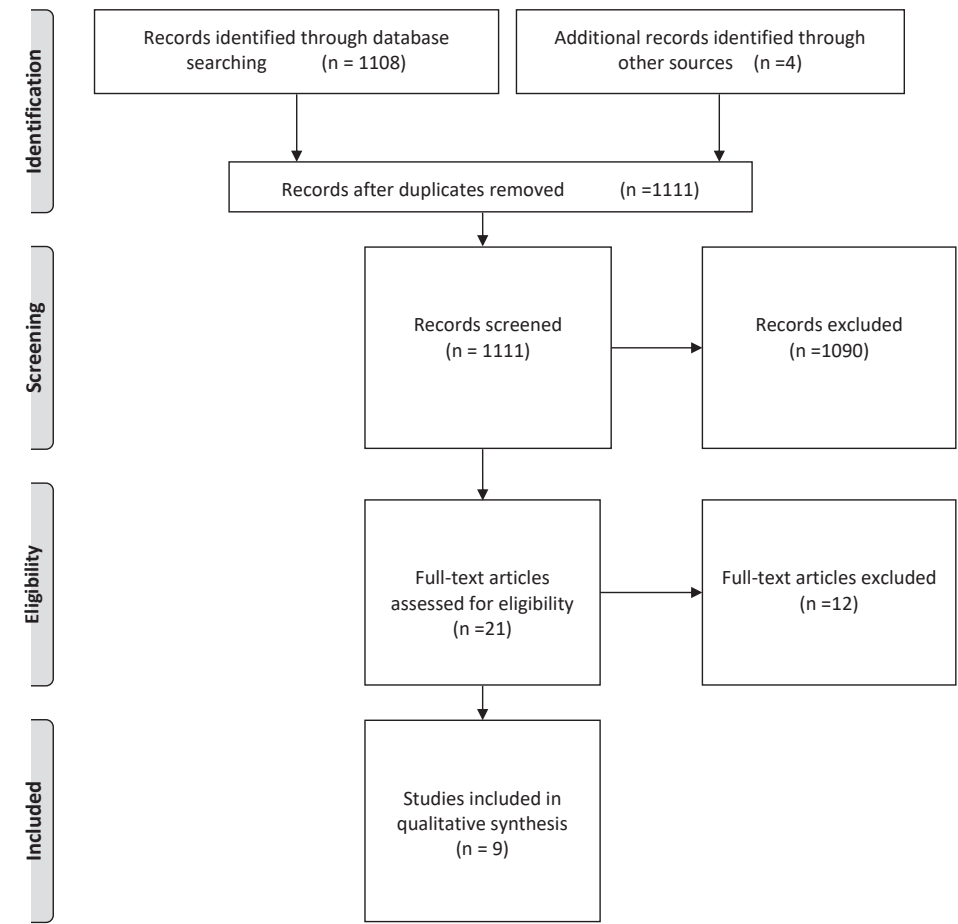 Identification
Records identified through database
searching (n = 1108)
Additional records identified through
other sources (n =4)
Records after duplicates removed (n =1111)
Screening
Records screened
(n = 1111)
Records excluded
(n =1090)
Eligibility
Full-text articles
assessed for eligibility
(n =21)
Full-text articles excluded
(n =12)
Included
Studies included in
qualitative synthesis
(n = 9)